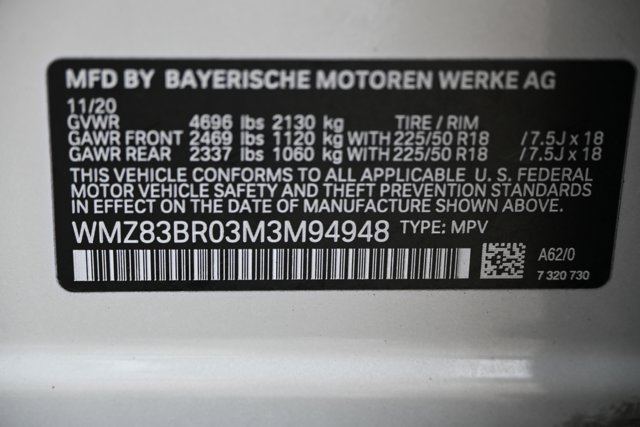 MFD BY BAYERISCHE MOTOREN WERKE AG
11/20
GVWR 4696 lbs 2130 kg TIRE / RIM
GAWR FRONT 2469 lbs 1120 kg WITH 225/50 R18 / 7.5J x 18
GAWR REAR 2337 lbs 1060 kg WITH 225/50 R18 / 7.5J x 18
THIS VEHICLE CONFORMS TO ALL APPLICABLE U.S. FEDERAL
MOTOR VEHICLE SAFETY AND THEFT PREVENTION STANDARDS
IN EFFECT ON THE DATE OF MANUFACTURE SHOWN ABOVE.
WMZ83BR03M3M94948 TYPE: MPV
A62/0
7 320 730